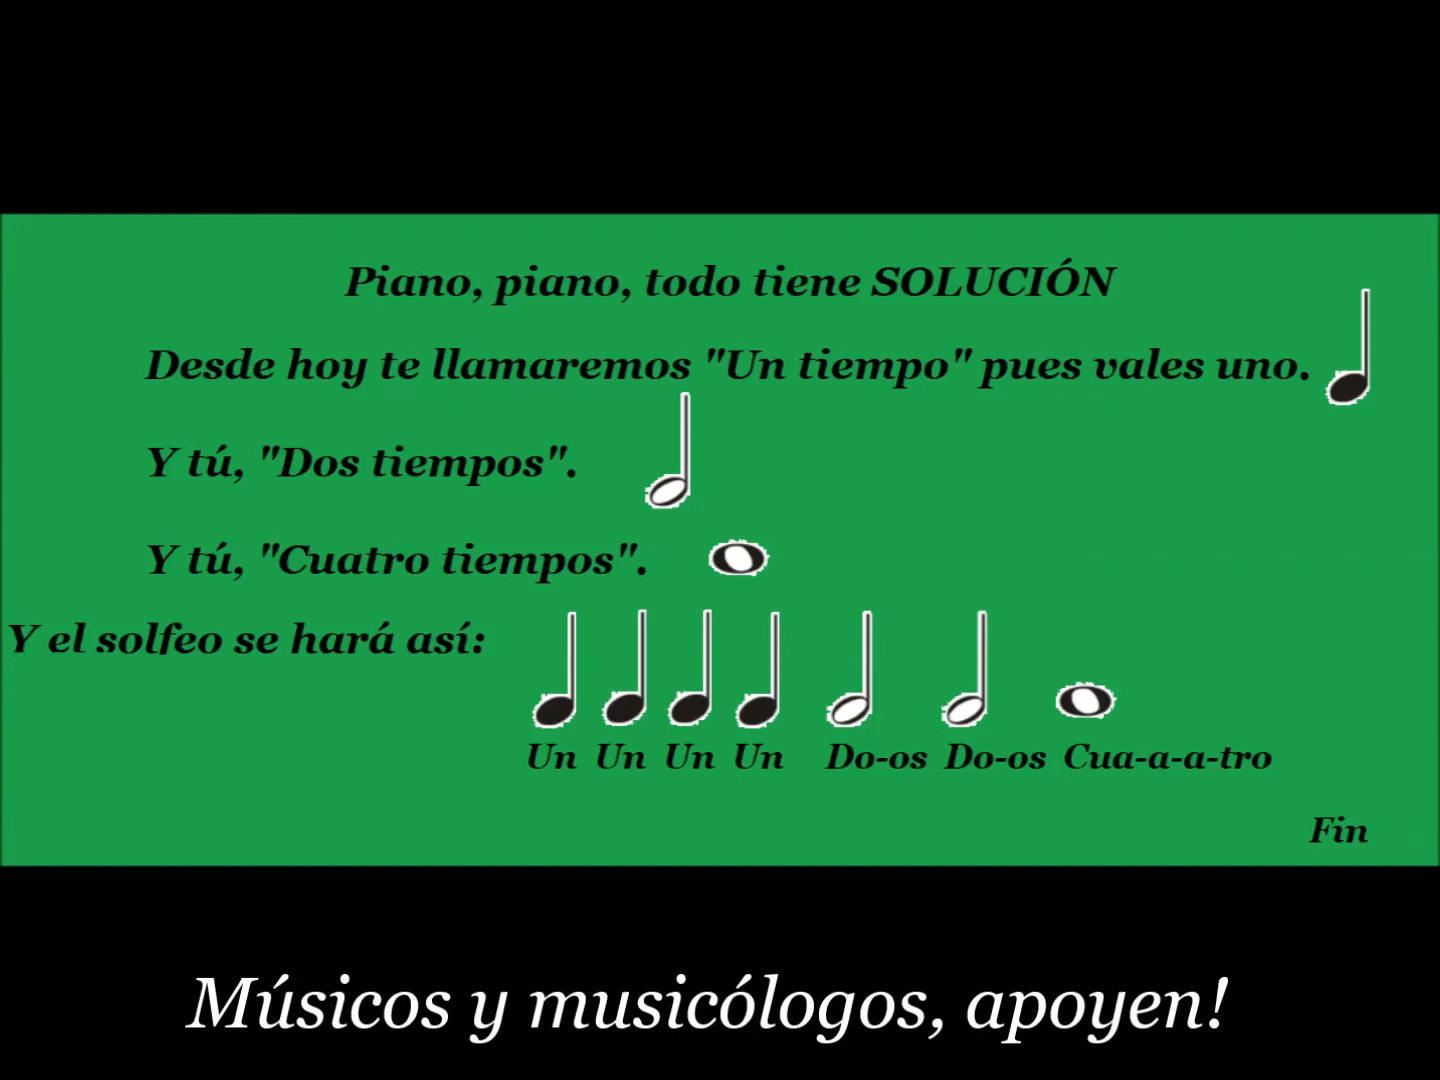 Piano, piano, todo tiene SOLUCIÓN
Desde hoy te llamaremos "Un tiempo" pues vales uno.
Y tú, "Dos tiempos".
Y tú, "Cuatro tiempos".
Y el solfeo se hará así:
Un Un Un Un Do-os Do-os Cua-a-a-tro
Fin
Músicos y musicólogos, apoyen!